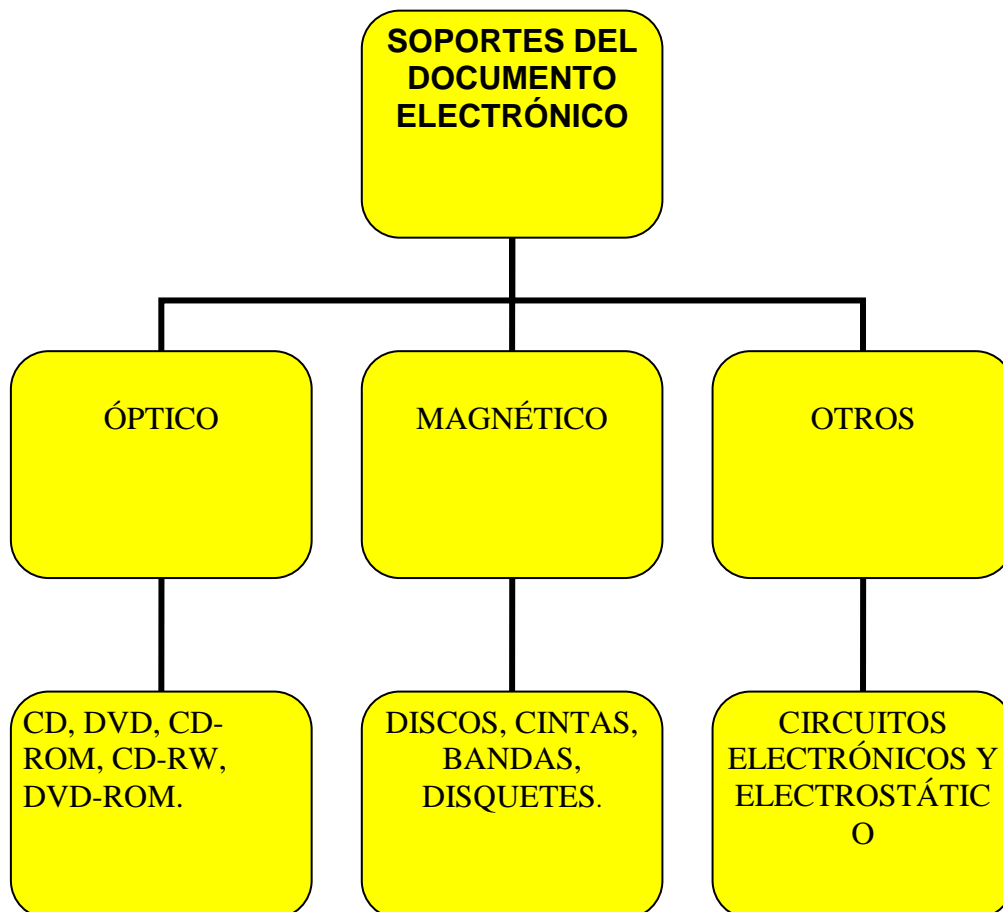 SOPORTES DEL
DOCUMENTO
ELECTRÓNICO
ÓPTICO
MAGNÉTICO
OTROS
CD, DVD, CD-
ROM, CD-RW,
DVD-ROM.
DISCOS, CINTAS,
BANDAS,
DISQUETES.
CIRCUITOS
ELECTRÓNICOS Y
ELECTROSTÁTIC
O